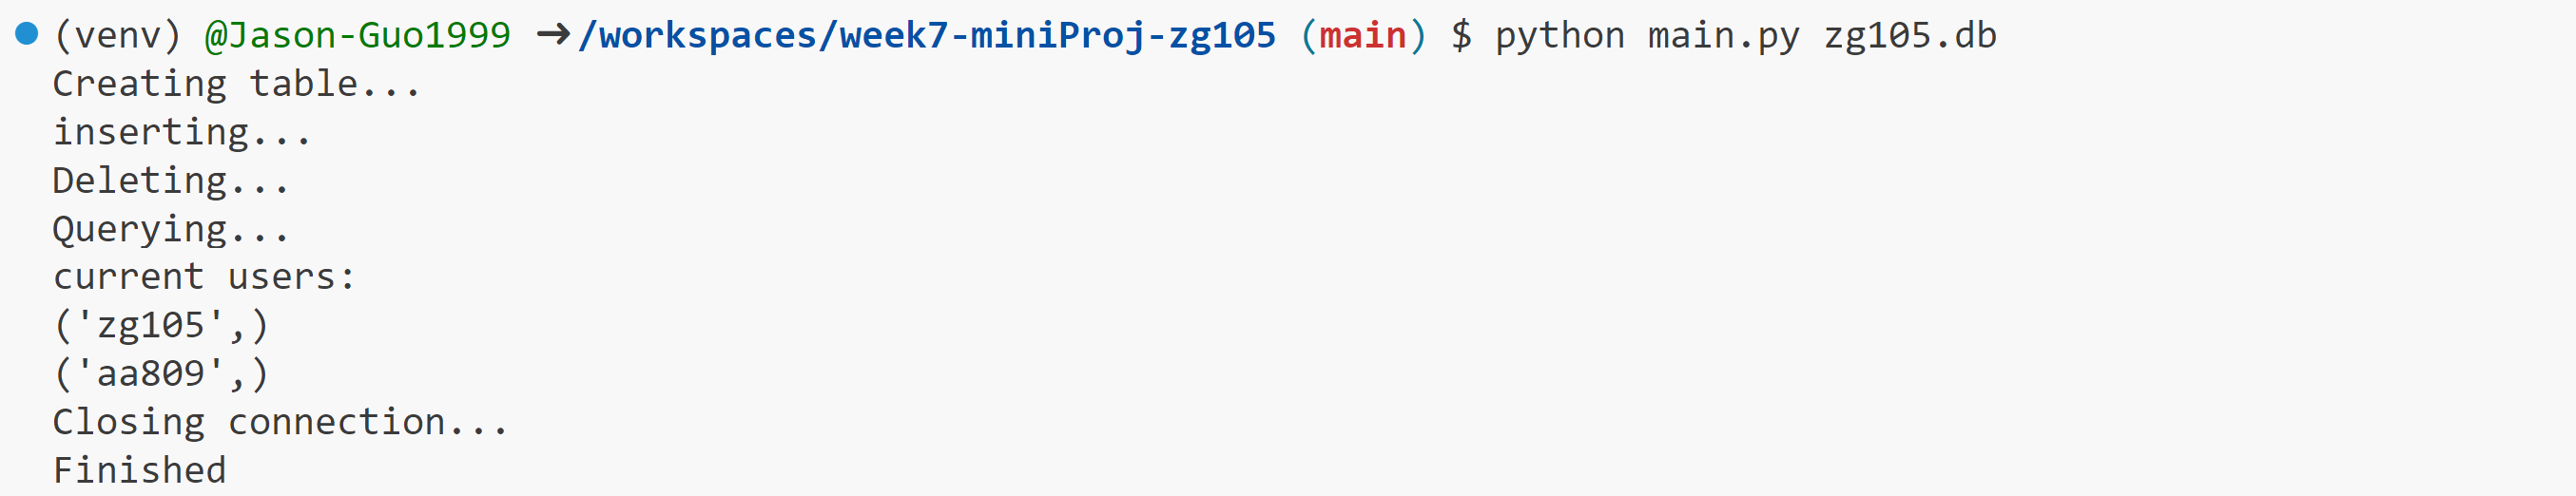 (venv) @Jason-Guo1999 →/workspaces/week7-miniProj-zg105 (main) $ python main.py zg105.db
Creating table...
inserting...
Deleting...
Querying...
current users:
('zg105',)
('aa809',)
Closing connection...
Finished